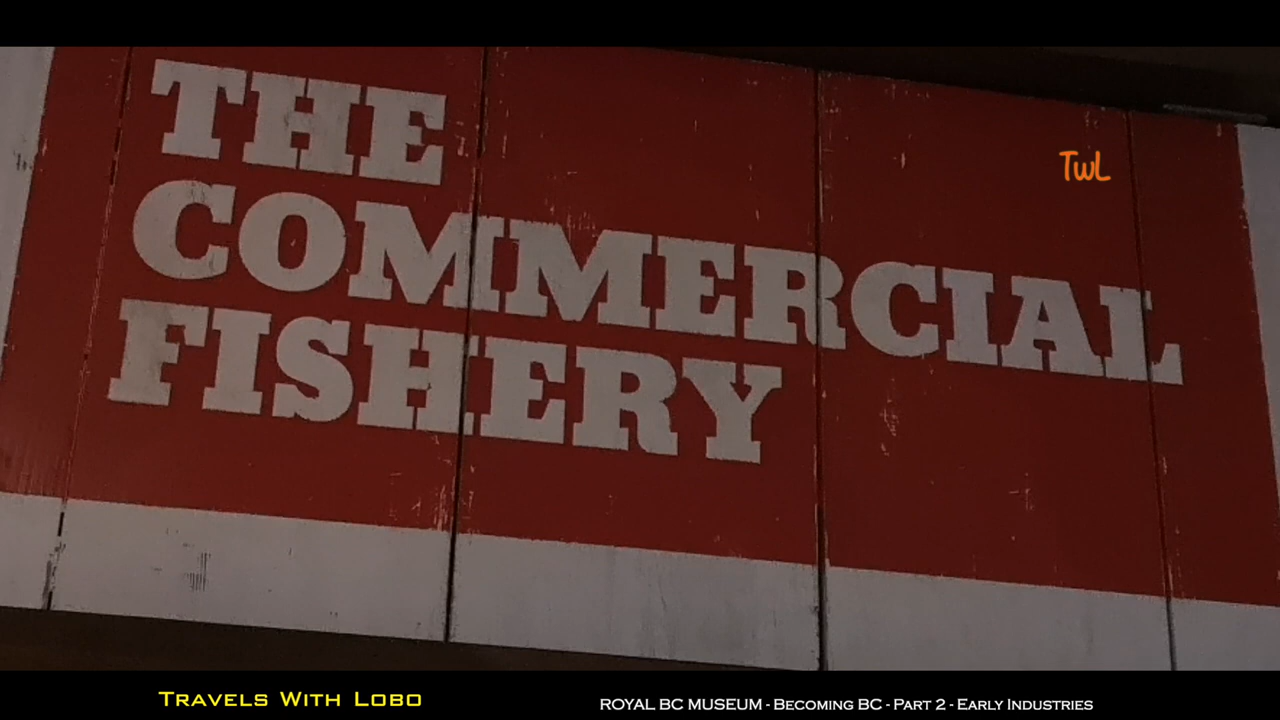 THE
COMMERCIAL
FISHERY
TwL
Travels With Lobo
ROYAL BC MUSEUM - Becoming BC - Part 2 - Early Industries